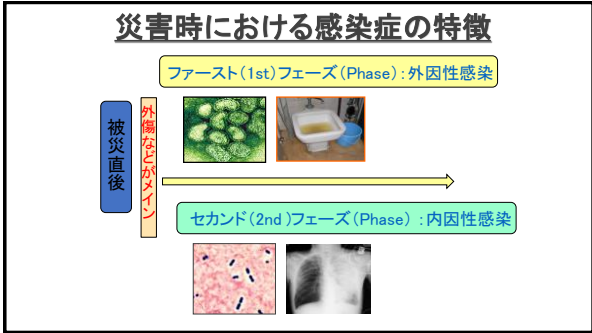 災害時における感染症の特徴
ファースト(1st)フェーズ(Phase):外因性感染
被災直後
外傷などがメイン
セカンド(2nd )フェーズ(Phase) :内因性感染